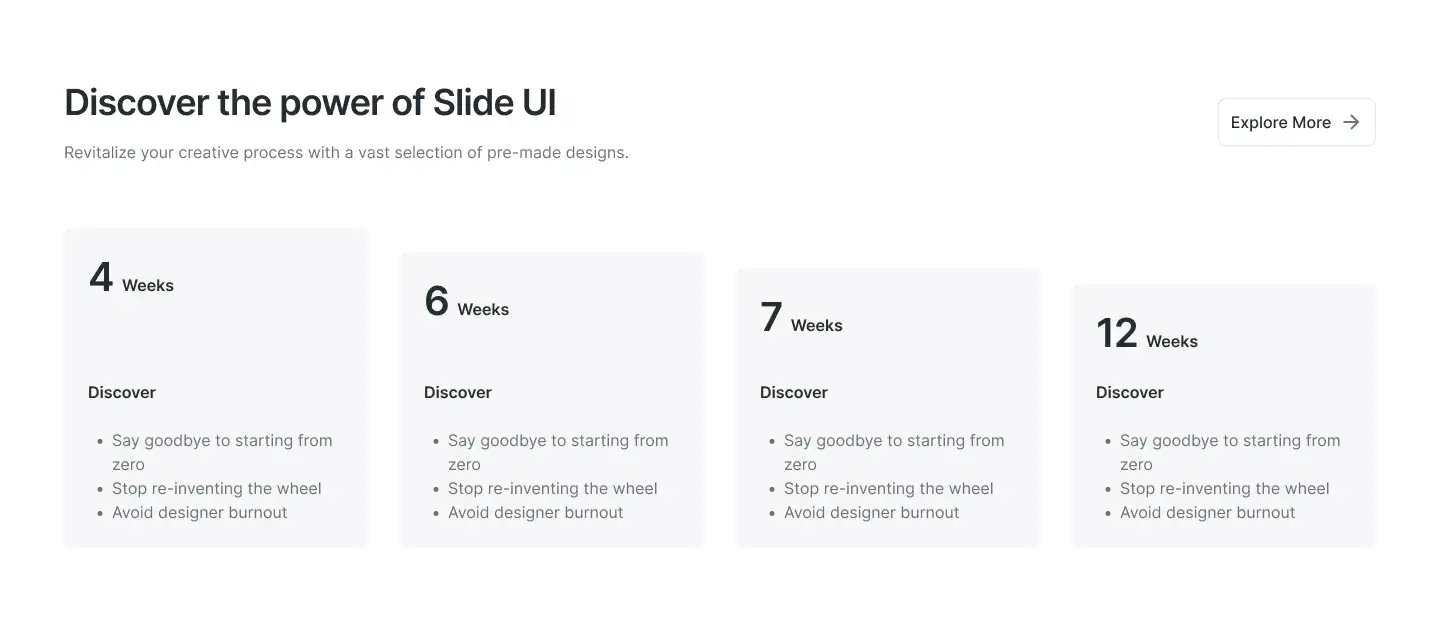 Discover the power of Slide UI
Revitalize your creative process with a vast selection of pre-made designs.
Explore More
4 Weeks
Discover
• Say goodbye to starting from
zero
• Stop re-inventing the wheel
• Avoid designer burnout
6 Weeks
Discover
• Say goodbye to starting from
zero
• Stop re-inventing the wheel
• Avoid designer burnout
7 Weeks
Discover
• Say goodbye to starting from
zero
• Stop re-inventing the wheel
• Avoid designer burnout
12 Weeks
Discover
• Say goodbye to starting from
zero
• Stop re-inventing the wheel
• Avoid designer burnout